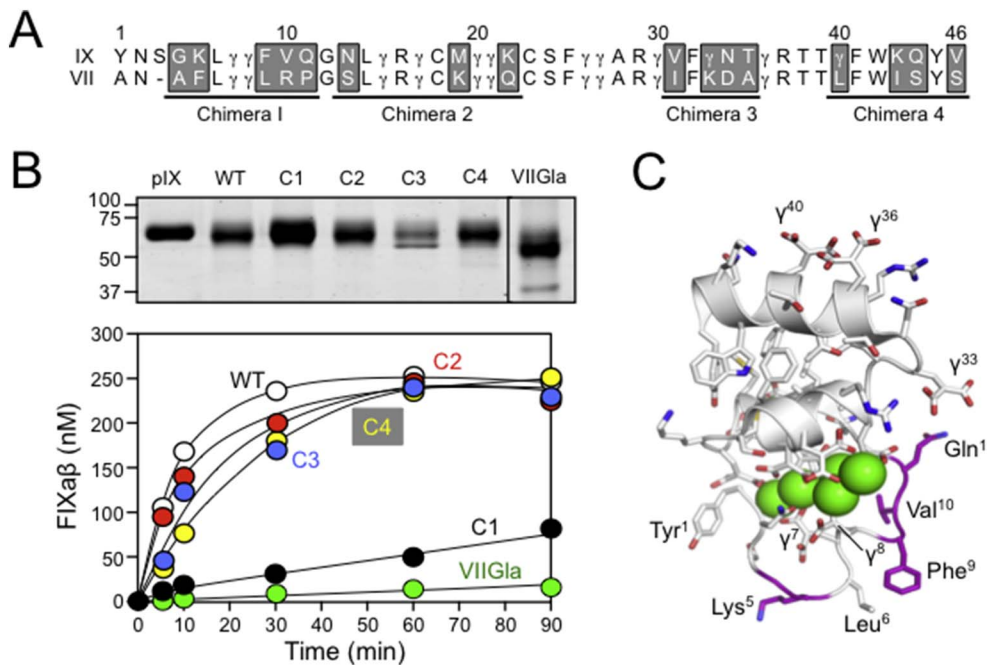 A
1 10 20 30 40 46
IX Y N S G K L γ γ F V Q G N L γ R γ C M γ γ K C S F γ γ A R γ V F γ N T γ R T T γ F W K Q Y V
VII A N - A F L γ γ L R P G S L γ R γ C K γ γ Q C S F γ γ A R γ I F K D A γ R T T L F W I S Y S
Chimera I Chimera 2 Chimera 3 Chimera 4
B
pIX WT C1 C2 C3 C4 VIIGla
100
75
50
37
FIXaβ (nM)
300
250
200
150
100
50
0
WT
C2
C4
C3
C1
VIIGla
0 10 20 30 40 50 60 70 80 90
Time (min)
C
γ40 γ36
γ33
Gln1
Val10
Tyr1
γ7
γ8
Phe9
Lys5
Leu6